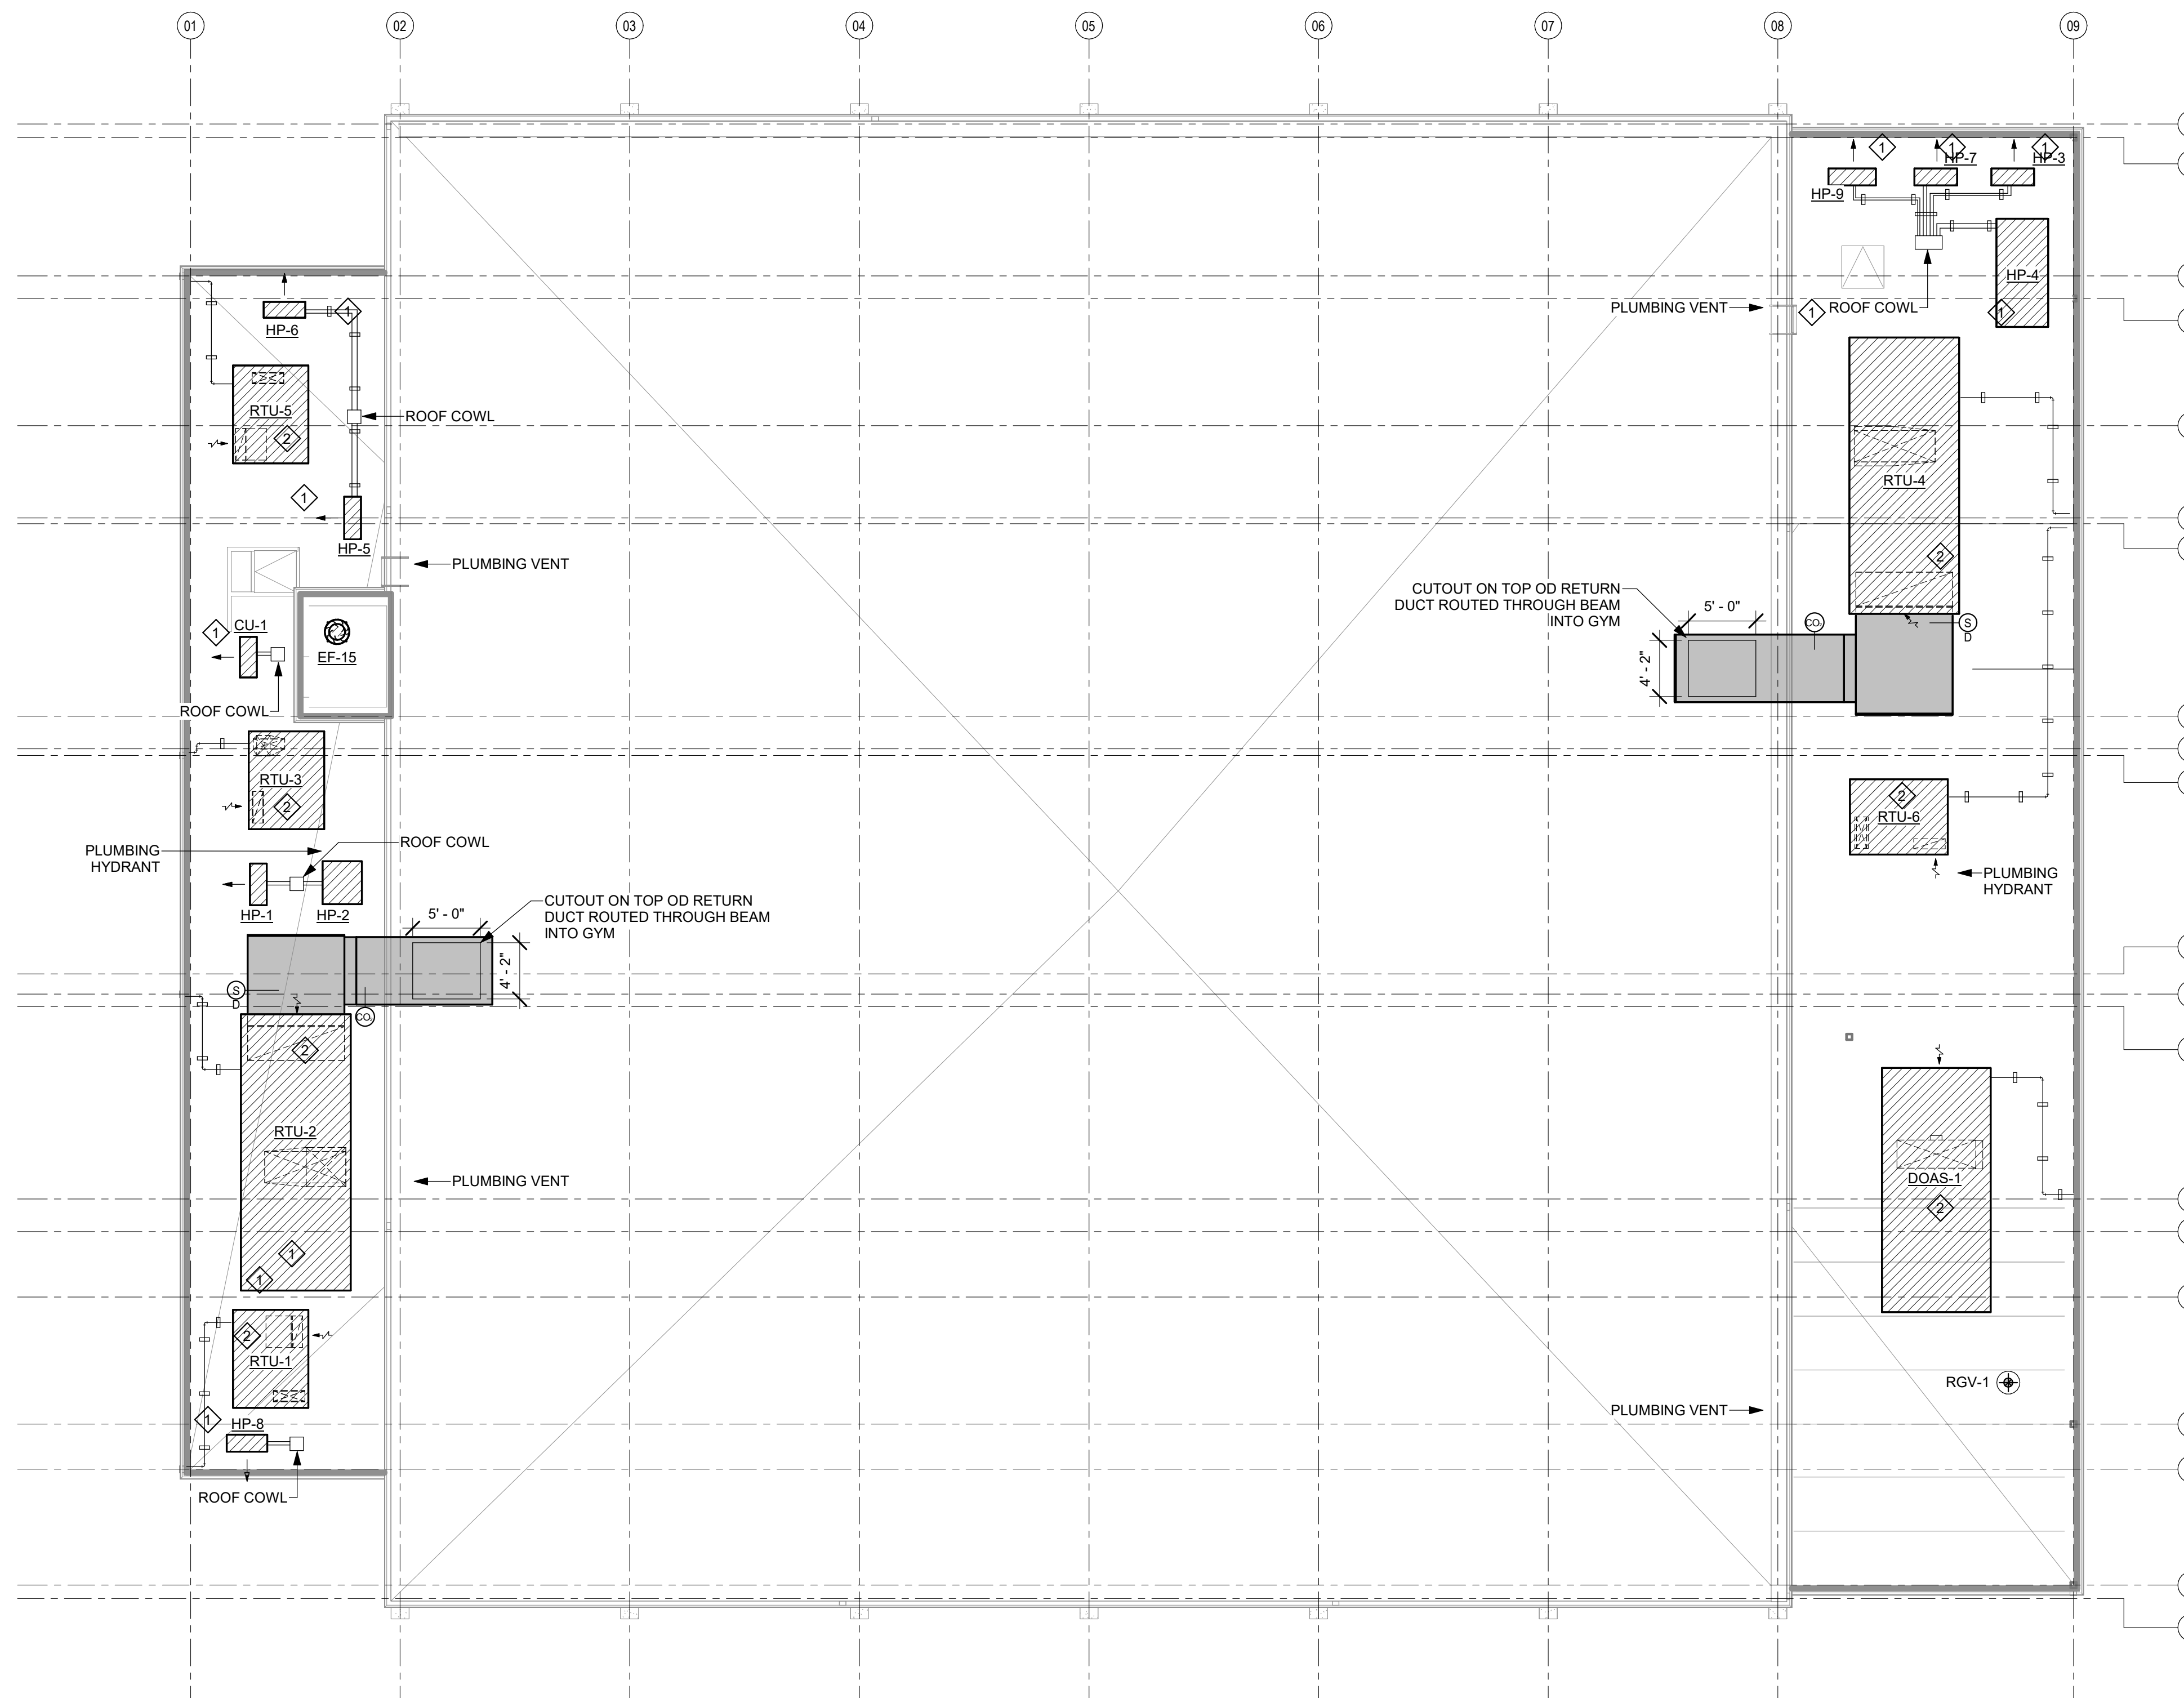 01
02
03
04
05
06
07
08
09
1
1
1
HP-7
HP-3
HP-9
HP-4
PLUMBING VENT
1
ROOF COWL
1
1
HP-6
RTU-5
2
ROOF COWL
1
HP-5
PLUMBING VENT
RTU-4
2
1
CU-1
EF-15
ROOF COWL
CUTOUT ON TOP OD RETURN
DUCT ROUTED THROUGH BEAM
INTO GYM
5' - 0"
4' - 2"
CO₂
S
D
RTU-3
2
2
RTU-6
PLUMBING
HYDRANT
PLUMBING
HYDRANT
ROOF COWL
HP-1
HP-2
5' - 0"
4' - 2"
CUTOUT ON TOP OD RETURN
DUCT ROUTED THROUGH BEAM
INTO GYM
S
D
CO₂
2
RTU-2
PLUMBING VENT
1
1
DOAS-1
2
2
RTU-1
RGV-1
PLUMBING VENT
1
HP-8
ROOF COWL